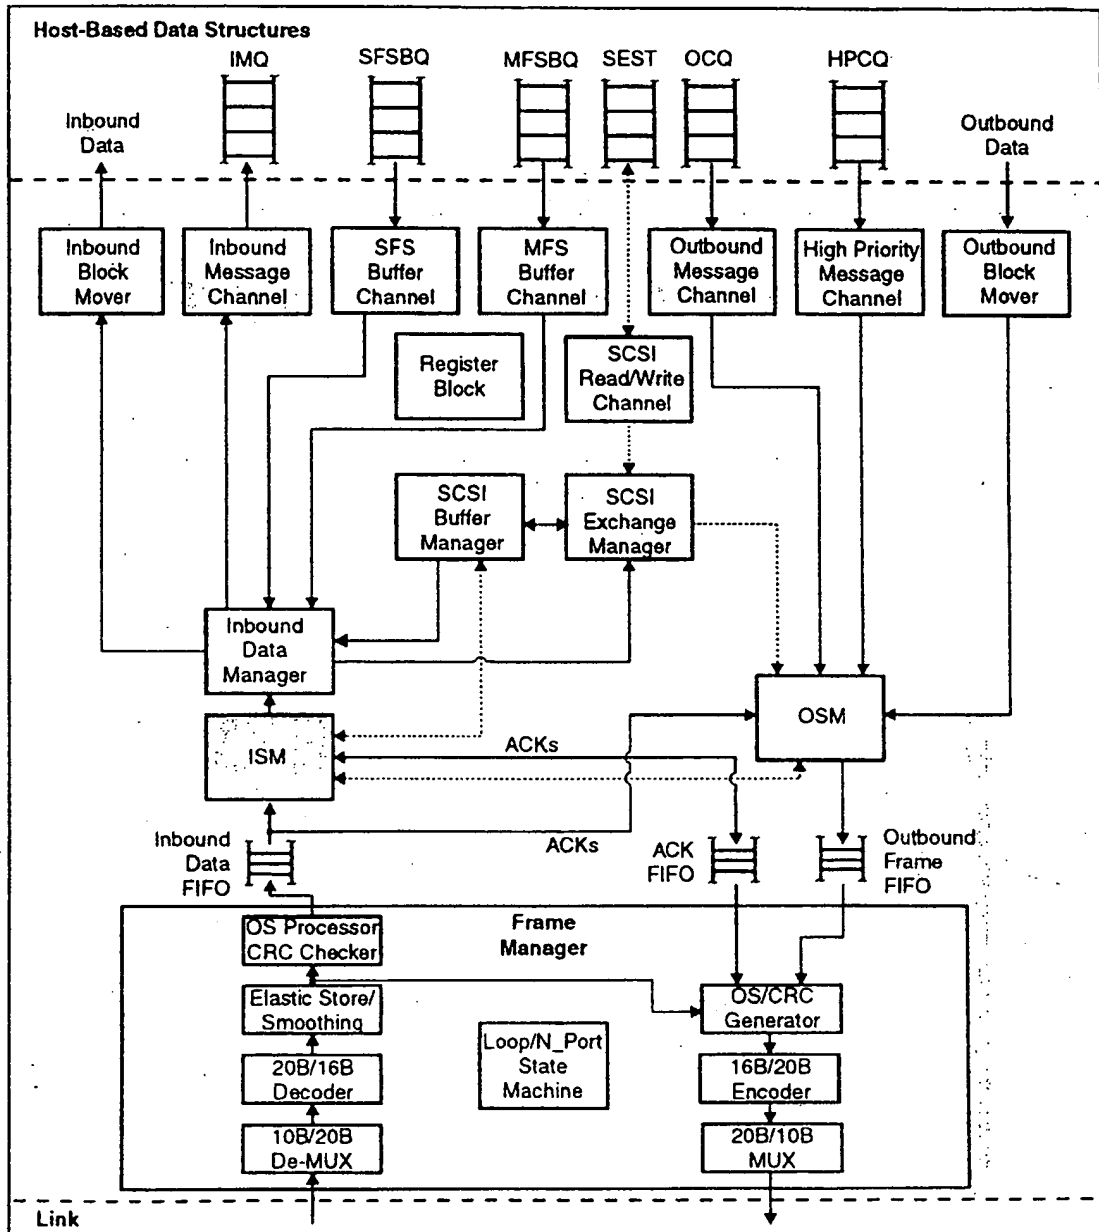 Host-Based Data Structures
IMQ
SFSBQ
MFSBQ
SEST
OCQ
HPCQ
Inbound
Data
Outbound
Data
Inbound
Block
Mover
Inbound
Message
Channel
SFS
Buffer
Channel
MFS
Buffer
Channel
Outbound
Message
Channel
High Priority
Message
Channel
Outbound
Block
Mover
Register
Block
SCSI
Read/Write
Channel
SCSI
Buffer
Manager
SCSI
Exchange
Manager
Inbound
Data
Manager
ISM
OSM
ACKs
ACKs
Inbound
Data
FIFO
ACK
FIFO
Outbound
Frame
FIFO
Frame
Manager
OS Processor
CRC Checker
Elastic Store/
Smoothing
20B/16B
Decoder
10B/20B
De-MUX
Loop/N_Port
State
Machine
OS/CRC
Generator
16B/20B
Encoder
20B/10B
MUX
Link